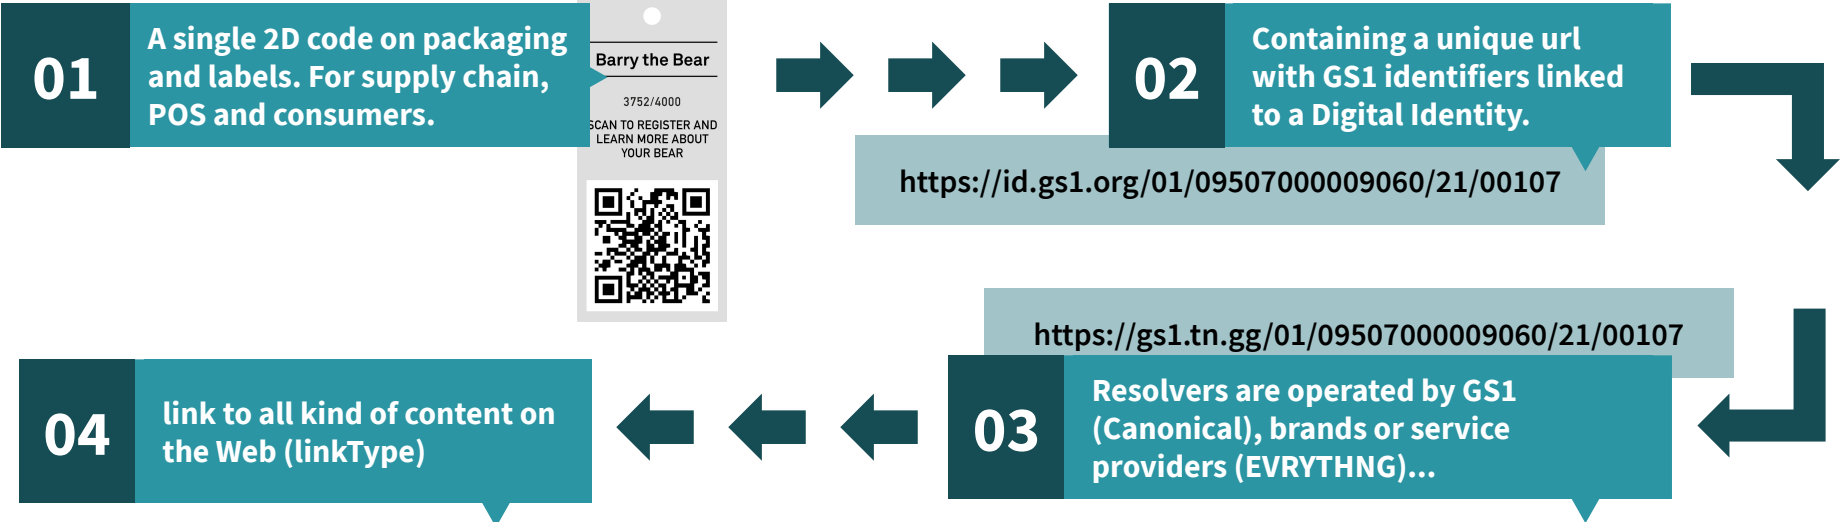 01
A single 2D code on packaging
and labels. For supply chain,
POS and consumers.
Barry the Bear
3752/4000
SCAN TO REGISTER AND
LEARN MORE ABOUT
YOUR BEAR
02
Containing a unique url
with GS1 identifiers linked
to a Digital Identity.
https://id.gs1.org/01/09507000009060/21/00107
https://gs1.tn.gg/01/09507000009060/21/00107
03
Resolvers are operated by GS1
(Canonical), brands or service
providers (EVRYTHNG)...
04
link to all kind of content on
the Web (linkType)